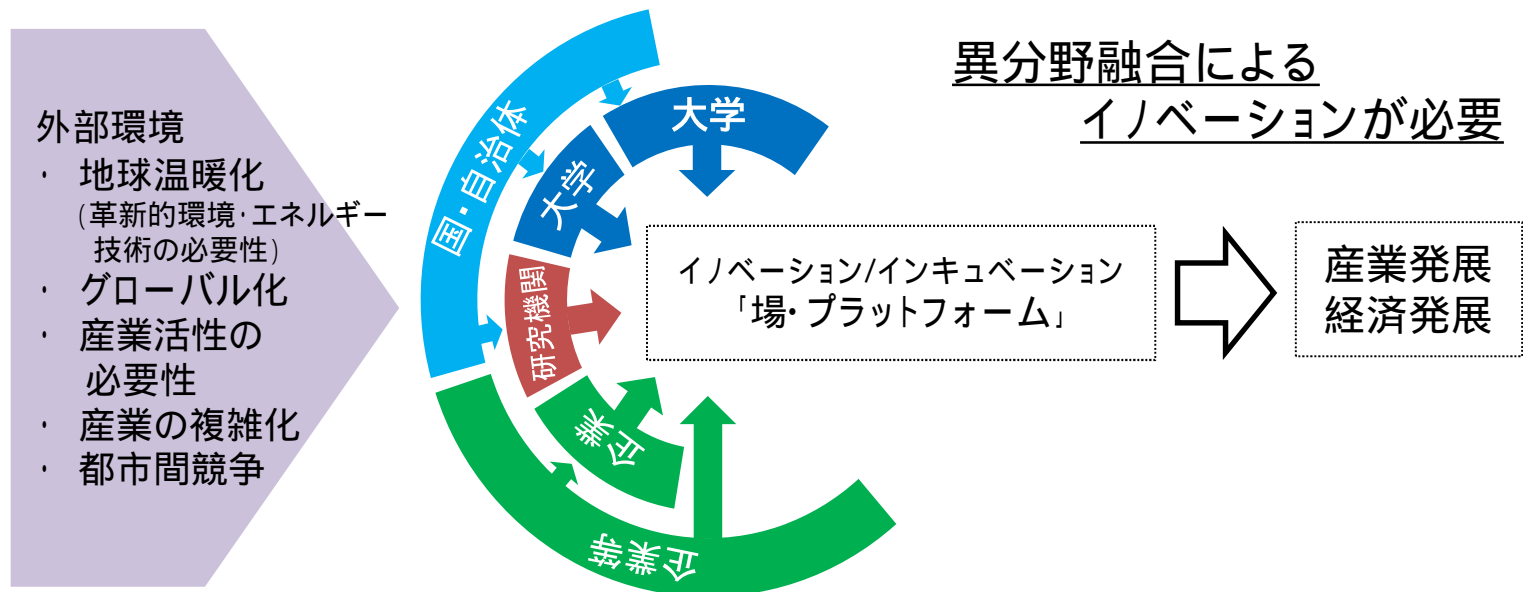 異分野融合による
イノベーションが必要
外部環境
・ 地球温暖化
(革新的環境・エネルギー
技術の必要性)
・ グローバル化
・ 産業活性の
必要性
・ 産業の複雑化
・ 都市間競争
国・自治体
大学
大学
研究機関
企業
企業等
イノベーション/インキュベーション
「場・プラットフォーム」
産業発展
経済発展